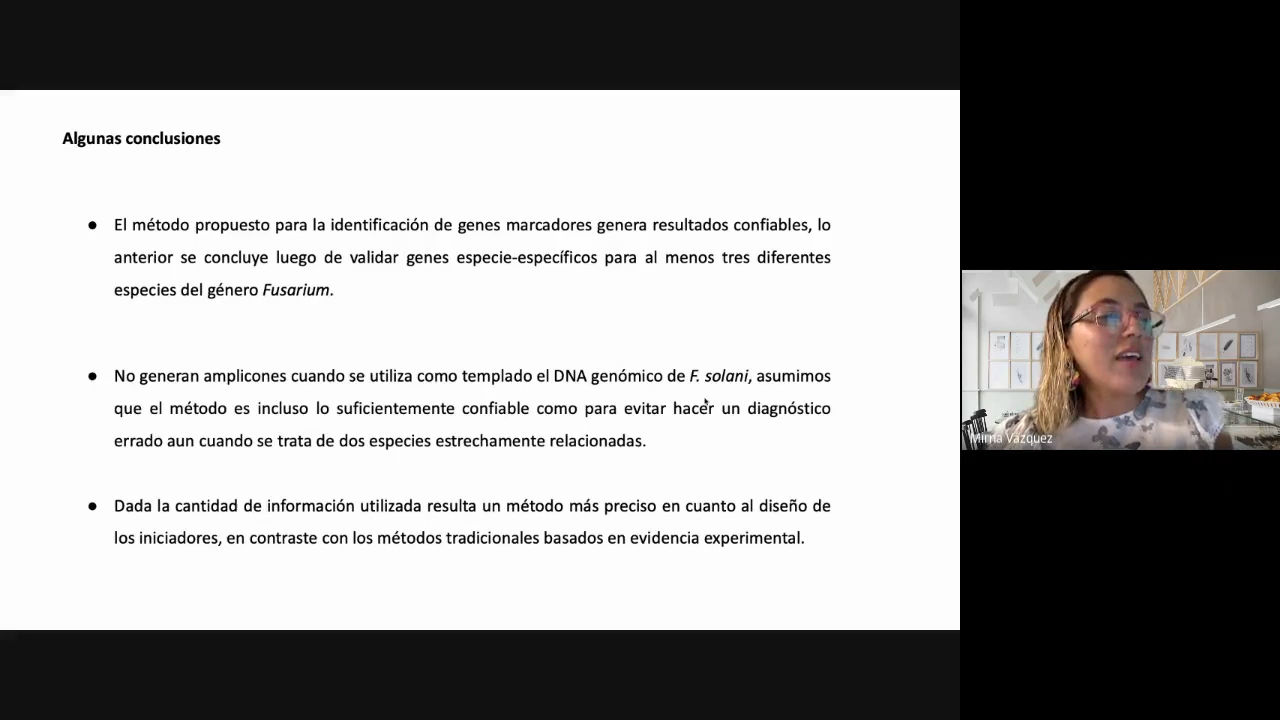 Algunas conclusiones
● El método propuesto para la identificación de genes marcadores genera resultados confiables, lo
anterior se concluye luego de validar genes especie-específicos para al menos tres diferentes
especies del género Fusarium.
● No generan amplicones cuando se utiliza como templado el DNA genómico de F. solani, asumimos
que el método es incluso lo suficientemente confiable como para evitar hacer un diagnóstico
errado aun cuando se trata de dos especies estrechamente relacionadas.
● Dada la cantidad de información utilizada resulta un método más preciso en cuanto al diseño de
los iniciadores, en contraste con los métodos tradicionales basados en evidencia experimental.
Mirna Vazquez